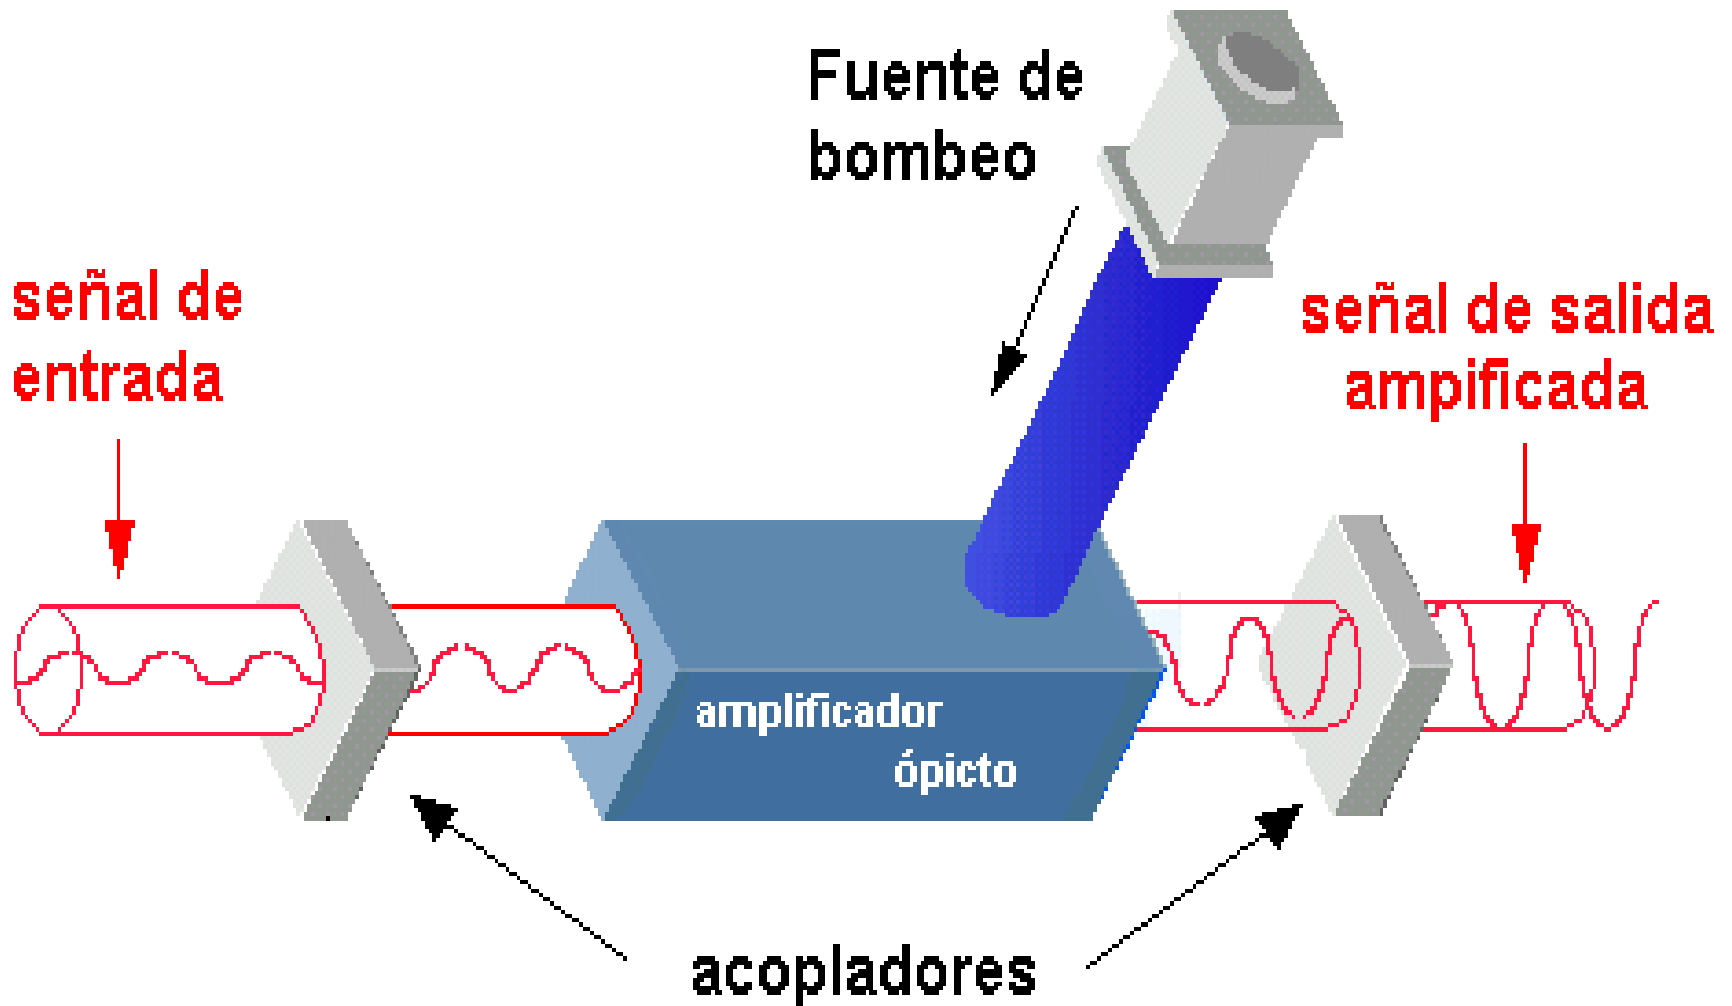 Fuente de
bombeo
señal de
entrada
señal de salida
ampificada
amplificador
ópicto
acopladores